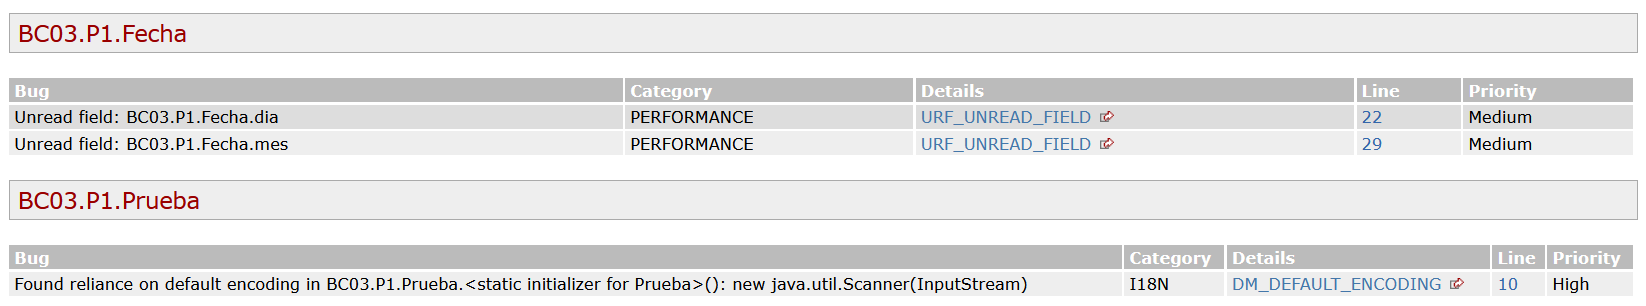 BC03.P1.Fecha
Bug Category Details Line Priority
Unread field: BC03.P1.Fecha.dia PERFORMANCE URF_UNREAD_FIELD 22 Medium
Unread field: BC03.P1.Fecha.mes PERFORMANCE URF_UNREAD_FIELD 29 Medium
BC03.P1.Prueba
Bug Category Details Line Priority
Found reliance on default encoding in BC03.P1.Prueba.<static initializer for Prueba>(): new java.util.Scanner(InputStream) I18N DM_DEFAULT_ENCODING 10 High